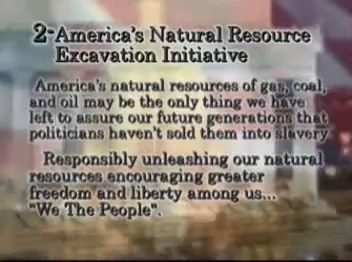 2-America's Natural Resource
Excavation Initiative
America's natural resources of gas, coal,
and oil may be the only thing we have
left to assure our future generations that
politicians haven't sold them into slavery
Responsibly unleashing our natural
resources encouraging greater
freedom and liberty among us...
"We The People".